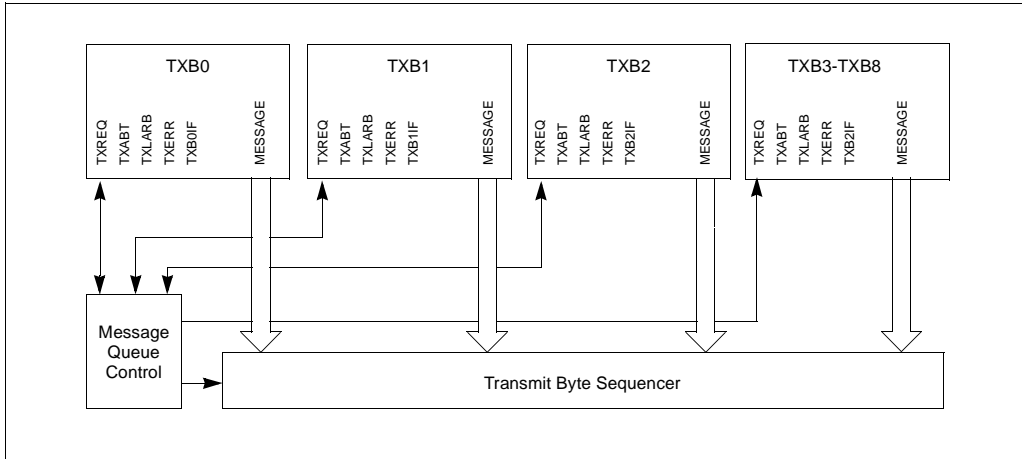 TXB0
TXREQ
TXABT
TXLARB
TXERR
TXB0IF
MESSAGE
TXB1
TXREQ
TXABT
TXLARB
TXERR
TXB1IF
MESSAGE
TXB2
TXREQ
TXABT
TXLARB
TXERR
TXB2IF
MESSAGE
TXB3-TXB8
TXREQ
TXABT
TXLARB
TXERR
TXB2IF
MESSAGE
Message
Queue
Control
Transmit Byte Sequencer